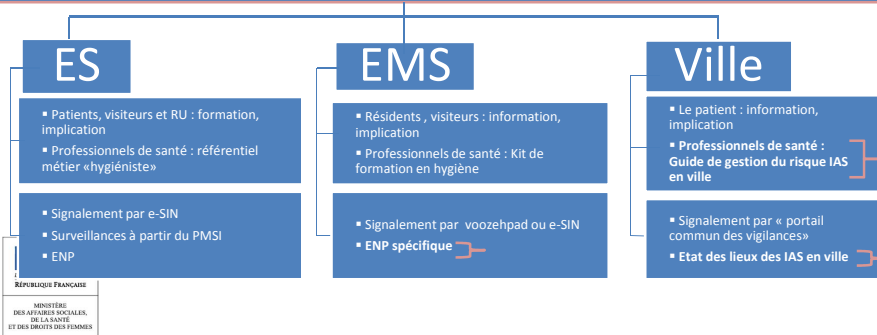 ES
▪ Patients, visiteurs et RU : formation,
implication
▪ Professionnels de santé : référentiel
métier «hygiéniste»
▪ Signalement par e-SIN
▪ Surveillances à partir du PMSI
▪ ENP
EMS
▪ Résidents , visiteurs : information,
implication
▪ Professionnels de santé : Kit de
formation en hygiène
▪ Signalement par voozehpad ou e-SIN
▪ ENP spécifique
Ville
▪ Le patient : information,
implication
▪ Professionnels de santé :
Guide de gestion du risque IAS
en ville
▪ Signalement par « portail
commun des vigilances»
▪ Etat des lieux des IAS en ville
RÉPUBLIQUE FRANÇAISE
MINISTÈRE
DES AFFAIRES SOCIALES,
DE LA SANTÉ
ET DES DROITS DES FEMMES